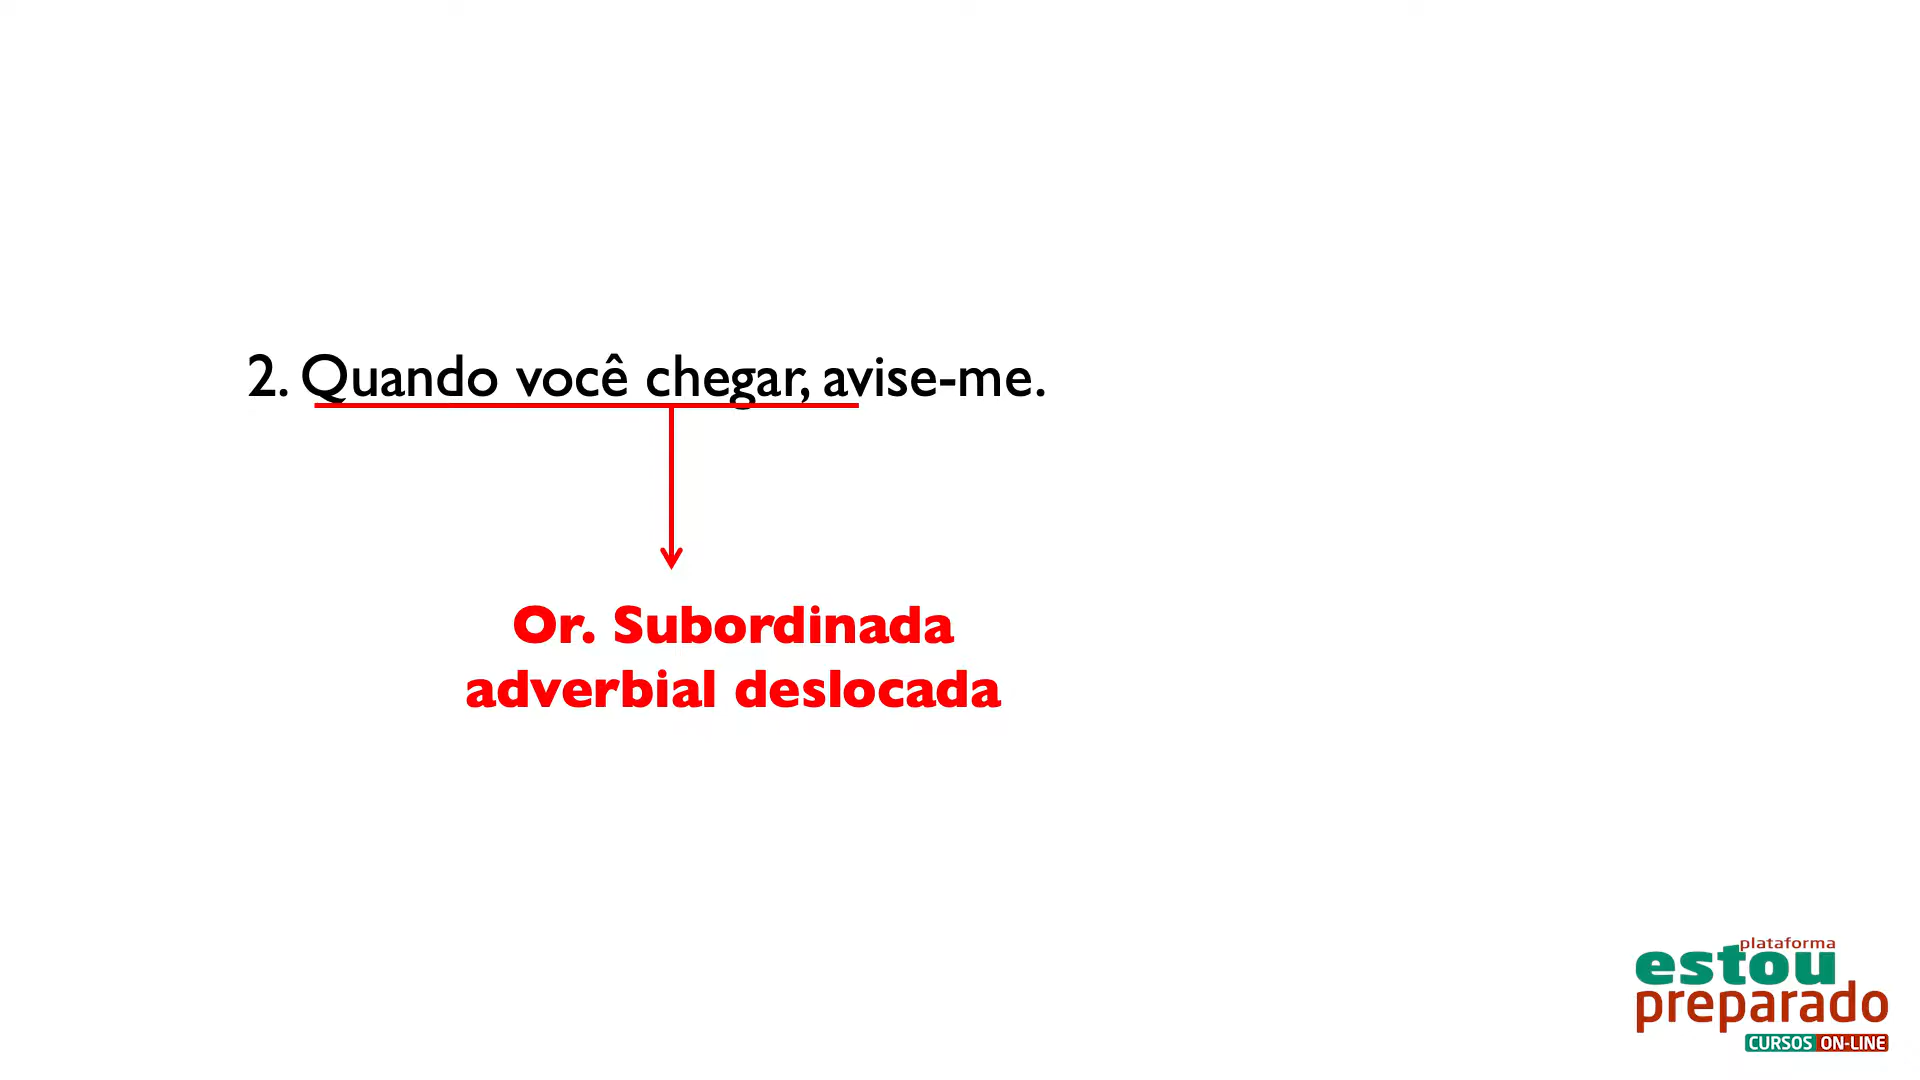 2. Quando você chegar, avise-me.
Or. Subordinada
adverbial deslocada
plataforma
estou
preparado
CURSOS ON-LINE